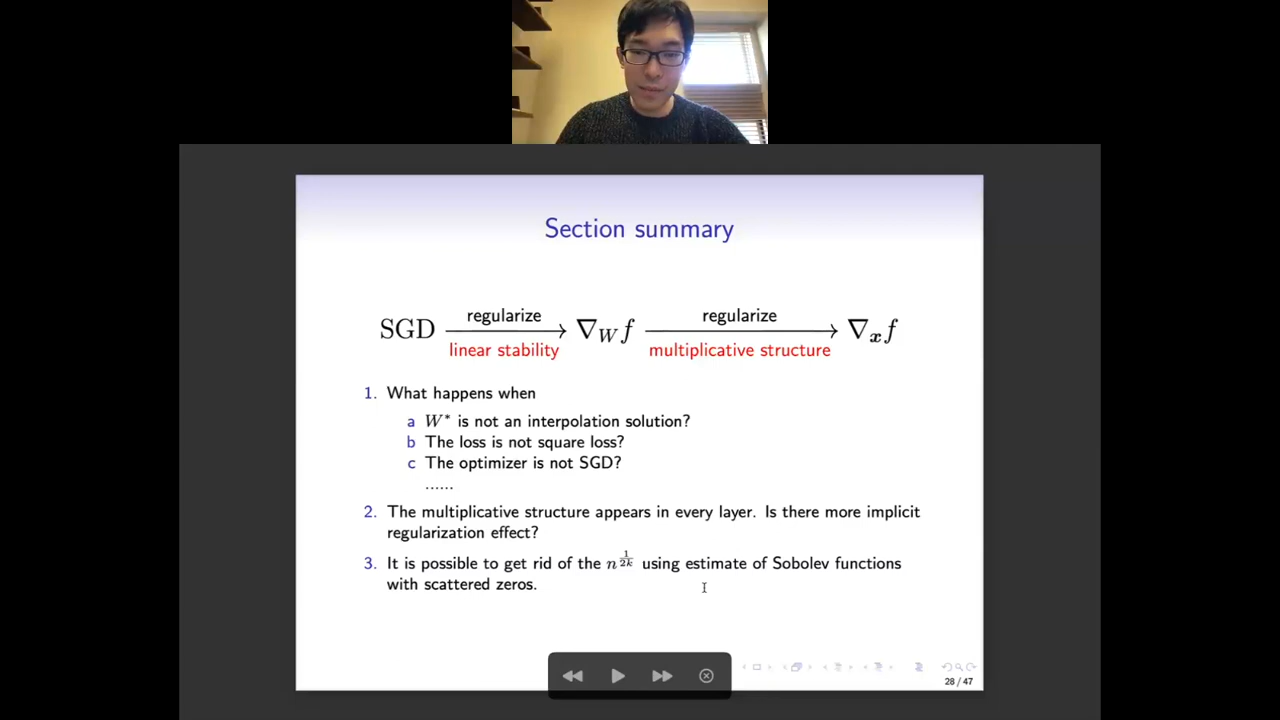 Section summary
SGD regularize linear stability ∇_W f regularize multiplicative structure ∇_x f
1. What happens when
a W* is not an interpolation solution?
b The loss is not square loss?
c The optimizer is not SGD?
......
2. The multiplicative structure appears in every layer. Is there more implicit
regularization effect?
3. It is possible to get rid of the n^{1/2k} using estimate of Sobolev functions
with scattered zeros.
28 / 47